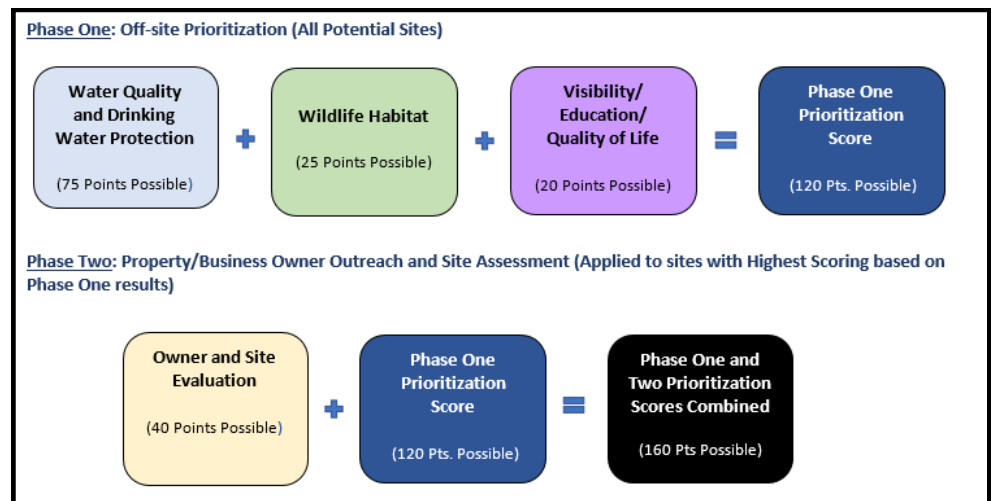 Phase One: Off-site Prioritization (All Potential Sites)
Water Quality
and Drinking
Water Protection
(75 Points Possible)
+
Wildlife Habitat
(25 Points Possible)
+
Visibility/
Education/
Quality of Life
(20 Points Possible)
=
Phase One
Prioritization
Score
(120 Pts. Possible)
Phase Two: Property/Business Owner Outreach and Site Assessment (Applied to sites with Highest Scoring based on
Phase One results)
Owner and Site
Evaluation
(40 Points Possible)
+
Phase One
Prioritization
Score
(120 Pts. Possible)
=
Phase One and
Two Prioritization
Scores Combined
(160 Pts Possible)